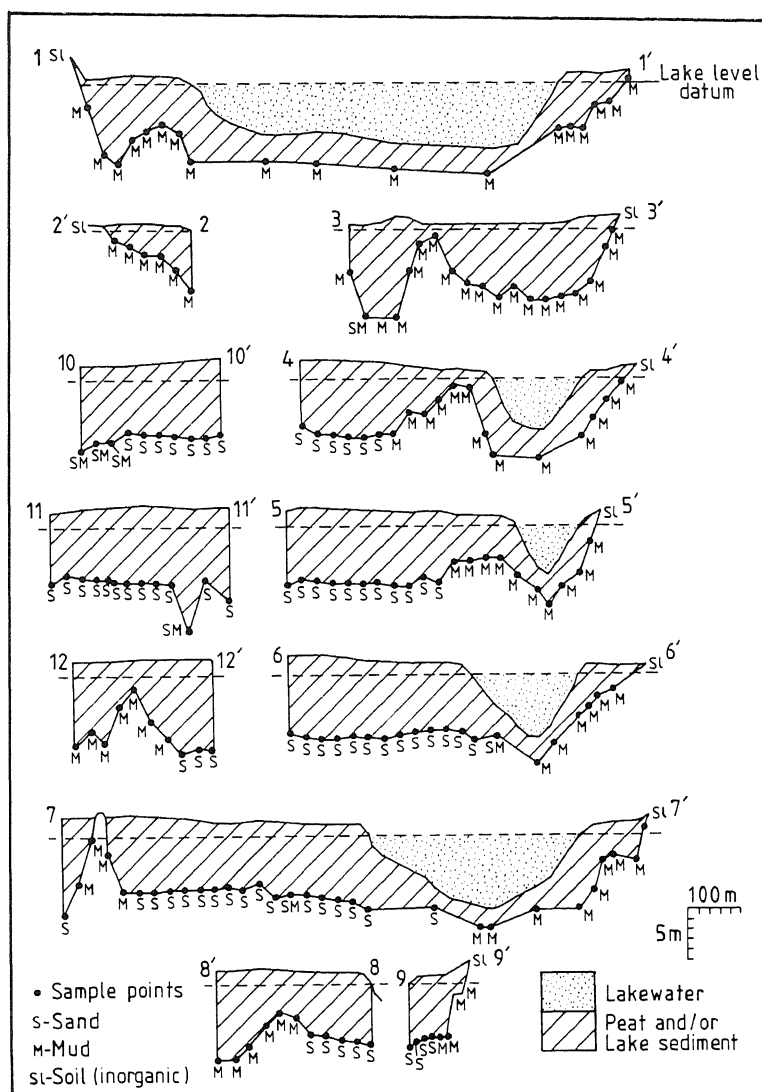 1 Sl 1′ Lake level
datum
M M M M M M M M M M M M M M M M M M
2′ Sl 2 3 Sl 3′
M M M M M M
M SM M M M M M M M M M M M M M M M M M M
10 10′ 4 Sl 4′
SM SM SM S S S S S S S
S S S S S S M M M M M M M M M M M M M
11 11′ 5 Sl 5′
S S S S S S S S S S SM S S
S S S S S S S S S S M M M M M M M M M M
12 12′ 6 Sl 6′
M M M M M M M S S S
S S S S S S S S S S S S S SM M M M M M M M
7 Sl 7′
S M M M M S S S S S S S S S S SM S S S S S S M M M M M M M M M
100 m
5m
8′ 8 9 Sl 9′
M M M M M M S S S S S
S S S S M M M M
• Sample points
S-Sand
M-Mud
Sl-Soil (inorganic)
Lakewater
Peat and/or
Lake sediment